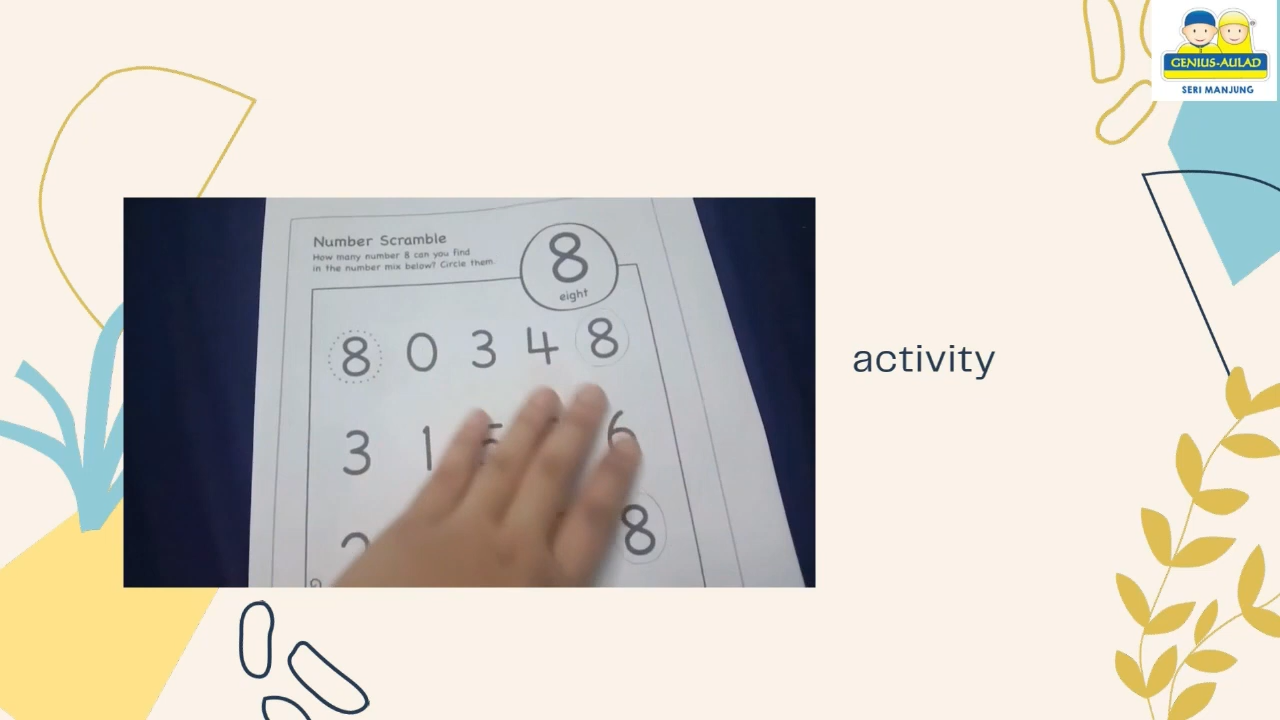 GENIUS-AULAD
SERI MANJUNG
Number Scramble
How many number 8 can you find
in the number mix below? Circle them.
8
eight
8 0 3 4 8
3 1 6
8
activity